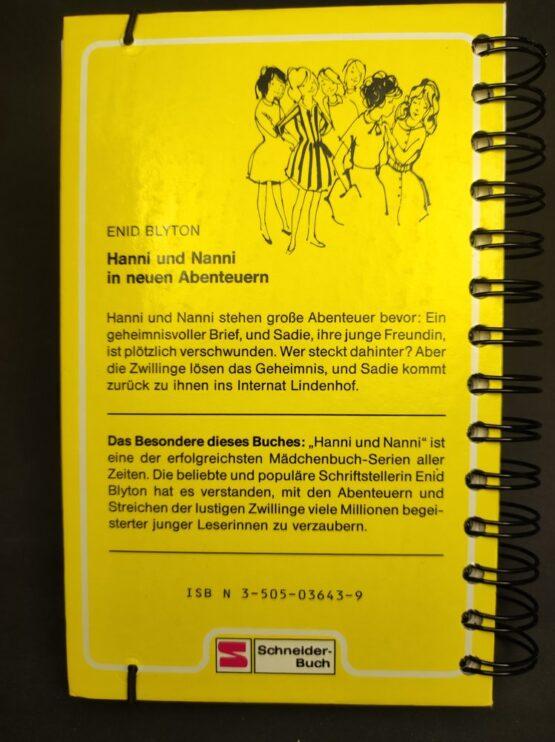 ENID BLYTON
Hanni und Nanni
in neuen Abenteuern
Hanni und Nanni stehen große Abenteuer bevor: Ein
geheimnisvoller Brief, und Sadie, ihre junge Freundin,
ist plötzlich verschwunden. Wer steckt dahinter? Aber
die Zwillinge lösen das Geheimnis, und Sadie kommt
zurück zu ihnen ins Internat Lindenhof.
Das Besondere dieses Buches: „Hanni und Nanni“ ist
eine der erfolgreichsten Mädchenbuch-Serien aller
Zeiten. Die beliebte und populäre Schriftstellerin Enid
Blyton hat es verstanden, mit den Abenteuern und
Streichen der lustigen Zwillinge viele Millionen begei-
sterter junger Leserinnen zu verzaubern.
ISB N 3-505-03643-9
Schneider-
Buch